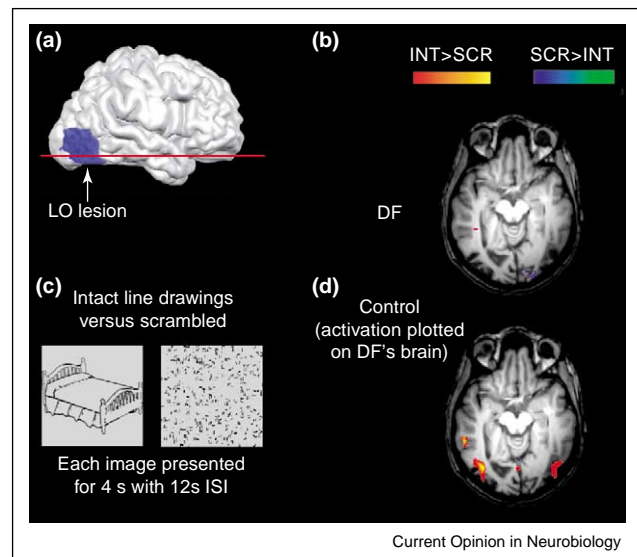 (a)
LO lesion
(b)
INT>SCR
SCR>INT
DF
(c)
Intact line drawings
versus scrambled
Each image presented
for 4 s with 12s ISI
(d)
Control
(activation plotted
on DF's brain)
Current Opinion in Neurobiology